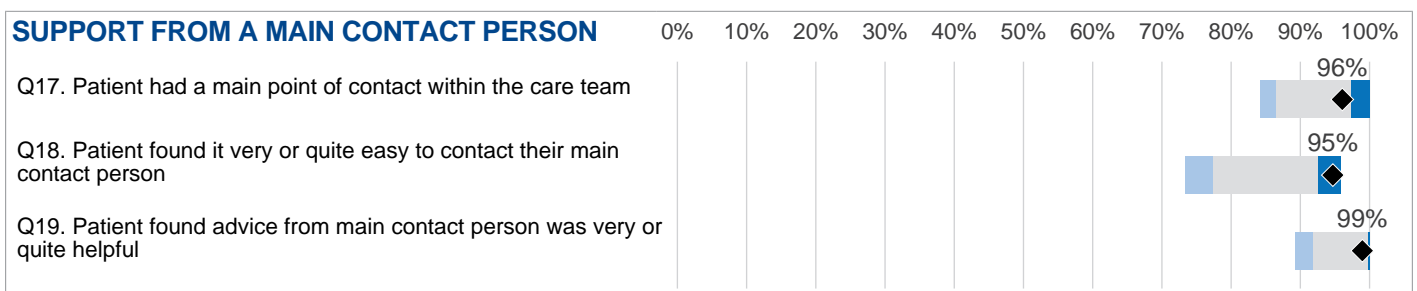 SUPPORT FROM A MAIN CONTACT PERSON 0% 10% 20% 30% 40% 50% 60% 70% 80% 90% 100%
Q17. Patient had a main point of contact within the care team 96%
Q18. Patient found it very or quite easy to contact their main
contact person
95%
Q19. Patient found advice from main contact person was very or
quite helpful
99%